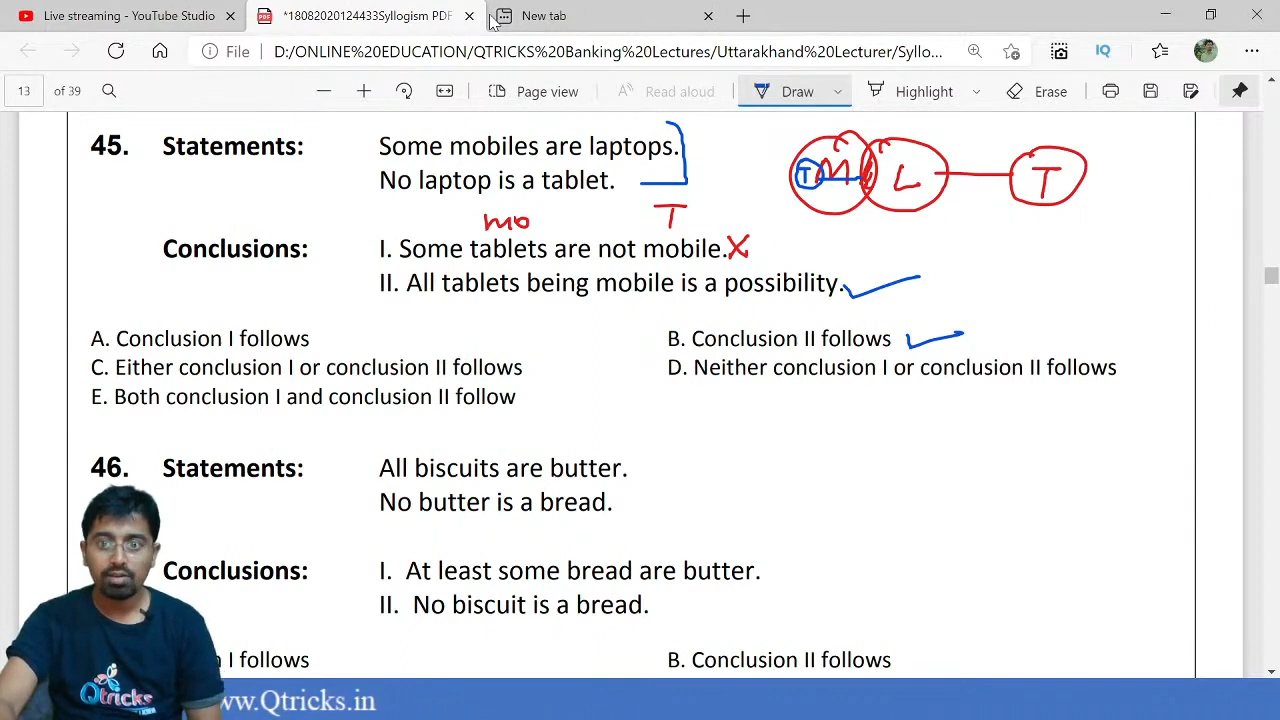 Live streaming - YouTube Studio
*18082020124433Syllogism PDF
New tab
File
D:/ONLINE%20EDUCATION/QTRICKS%20Banking%20Lectures/Uttarakhand%20Lecturer/Syllo...
IQ
13 of 39
Page view
Read aloud
Draw
Highlight
Erase
45. Statements: Some mobiles are laptops.
No laptop is a tablet.
T M L T
mo T
Conclusions: I. Some tablets are not mobile.
II. All tablets being mobile is a possibility.
A. Conclusion I follows B. Conclusion II follows
C. Either conclusion I or conclusion II follows D. Neither conclusion I or conclusion II follows
E. Both conclusion I and conclusion II follow
46. Statements: All biscuits are butter.
No butter is a bread.
Conclusions: I. At least some bread are butter.
II. No biscuit is a bread.
I follows B. Conclusion II follows
Qtricks
www.Qtricks.in